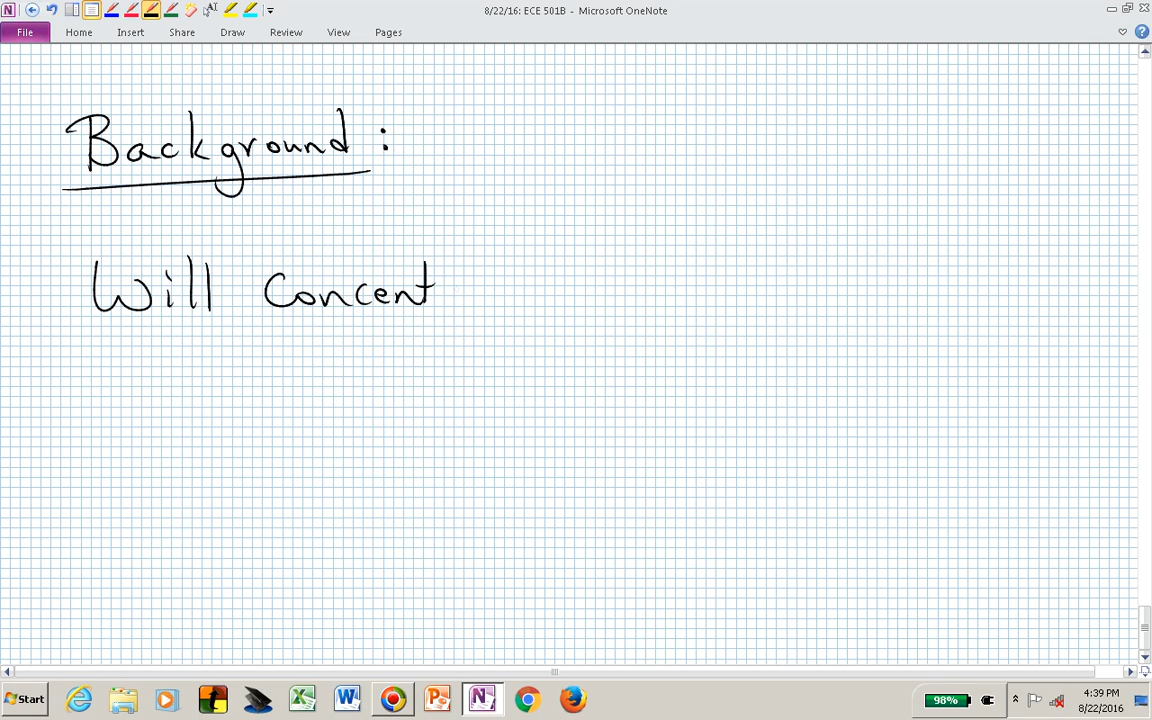 8/22/16: ECE 501B - Microsoft OneNote
File Home Insert Share Draw Review View Pages
Background:
Will Concent
Start
98%
4:39 PM
8/22/2016